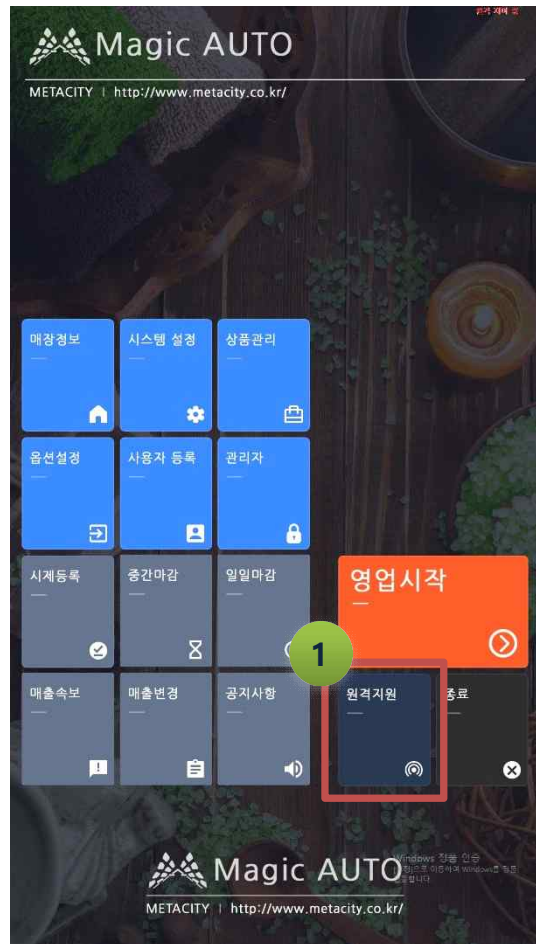 Magic AUTO
METACITY | http://www.metacity.co.kr/
매장정보
시스템 설정
상품관리
옵션설정
사용자 등록
관리자
시제등록
중간마감
일일마감
영업시작
1
매출속보
매출변경
공지사항
원격지원
종료
Magic AUTO
Windows 정품 인증
METACITY | http://www.metacity.co.kr/